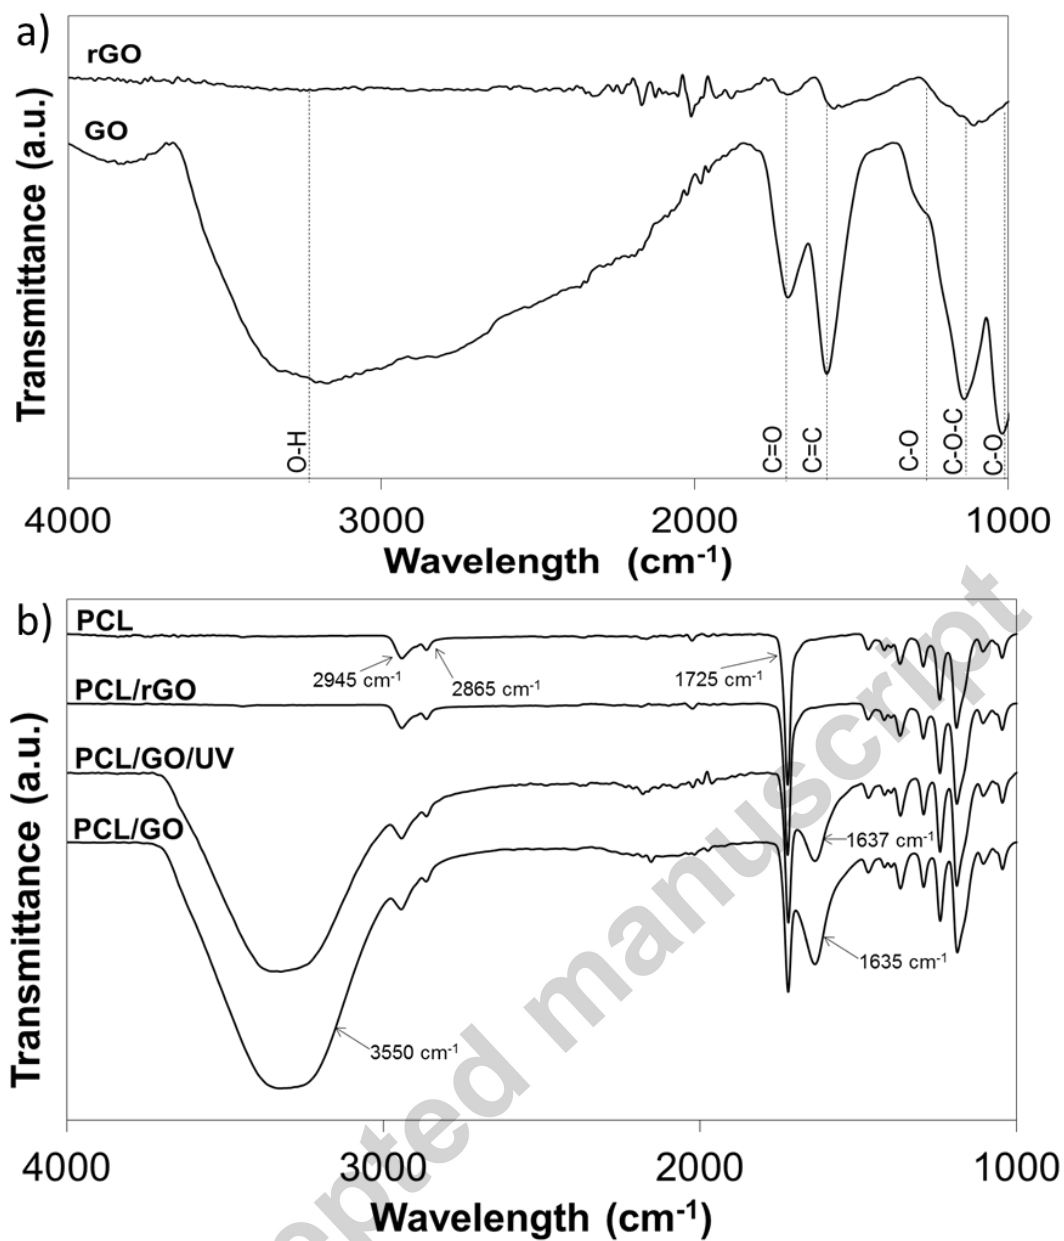 a)
rGO
GO
Transmittance (a.u.)
O-H
C=O
C=C
C-O
C-O-C
C-O
4000 3000 2000 1000
Wavelength (cm⁻¹)
b)
PCL
2945 cm⁻¹
2865 cm⁻¹
1725 cm⁻¹
PCL/rGO
PCL/GO/UV
PCL/GO
1637 cm⁻¹
1635 cm⁻¹
3550 cm⁻¹
Transmittance (a.u.)
4000 3000 2000 1000
Wavelength (cm⁻¹)
epted manuscript